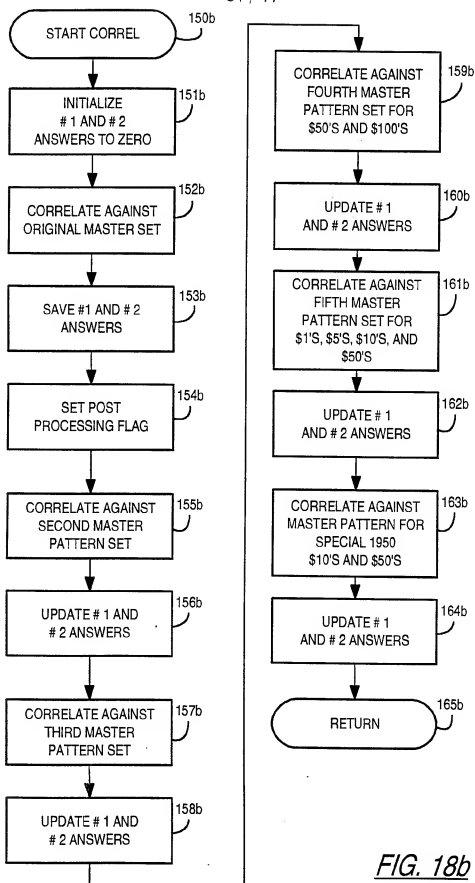 START CORREL
150b
INITIALIZE
# 1 AND # 2
ANSWERS TO ZERO
151b
CORRELATE AGAINST
ORIGINAL MASTER SET
152b
SAVE #1 AND # 2
ANSWERS
153b
SET POST
PROCESSING FLAG
154b
CORRELATE AGAINST
SECOND MASTER
PATTERN SET
155b
UPDATE # 1 AND
# 2 ANSWERS
156b
CORRELATE AGAINST
THIRD MASTER
PATTERN SET
157b
UPDATE # 1 AND
# 2 ANSWERS
158b
CORRELATE AGAINST
FOURTH MASTER
PATTERN SET FOR
$50'S AND $100'S
159b
UPDATE # 1
AND # 2 ANSWERS
160b
CORRELATE AGAINST
FIFTH MASTER
PATTERN SET FOR
$1'S, $5'S, $10'S, AND
$50'S
161b
UPDATE # 1
AND # 2 ANSWERS
162b
CORRELATE AGAINST
MASTER PATTERN FOR
SPECIAL 1950
$10'S AND $50'S
163b
UPDATE # 1
AND # 2 ANSWERS
164b
RETURN
165b
FIG. 18b